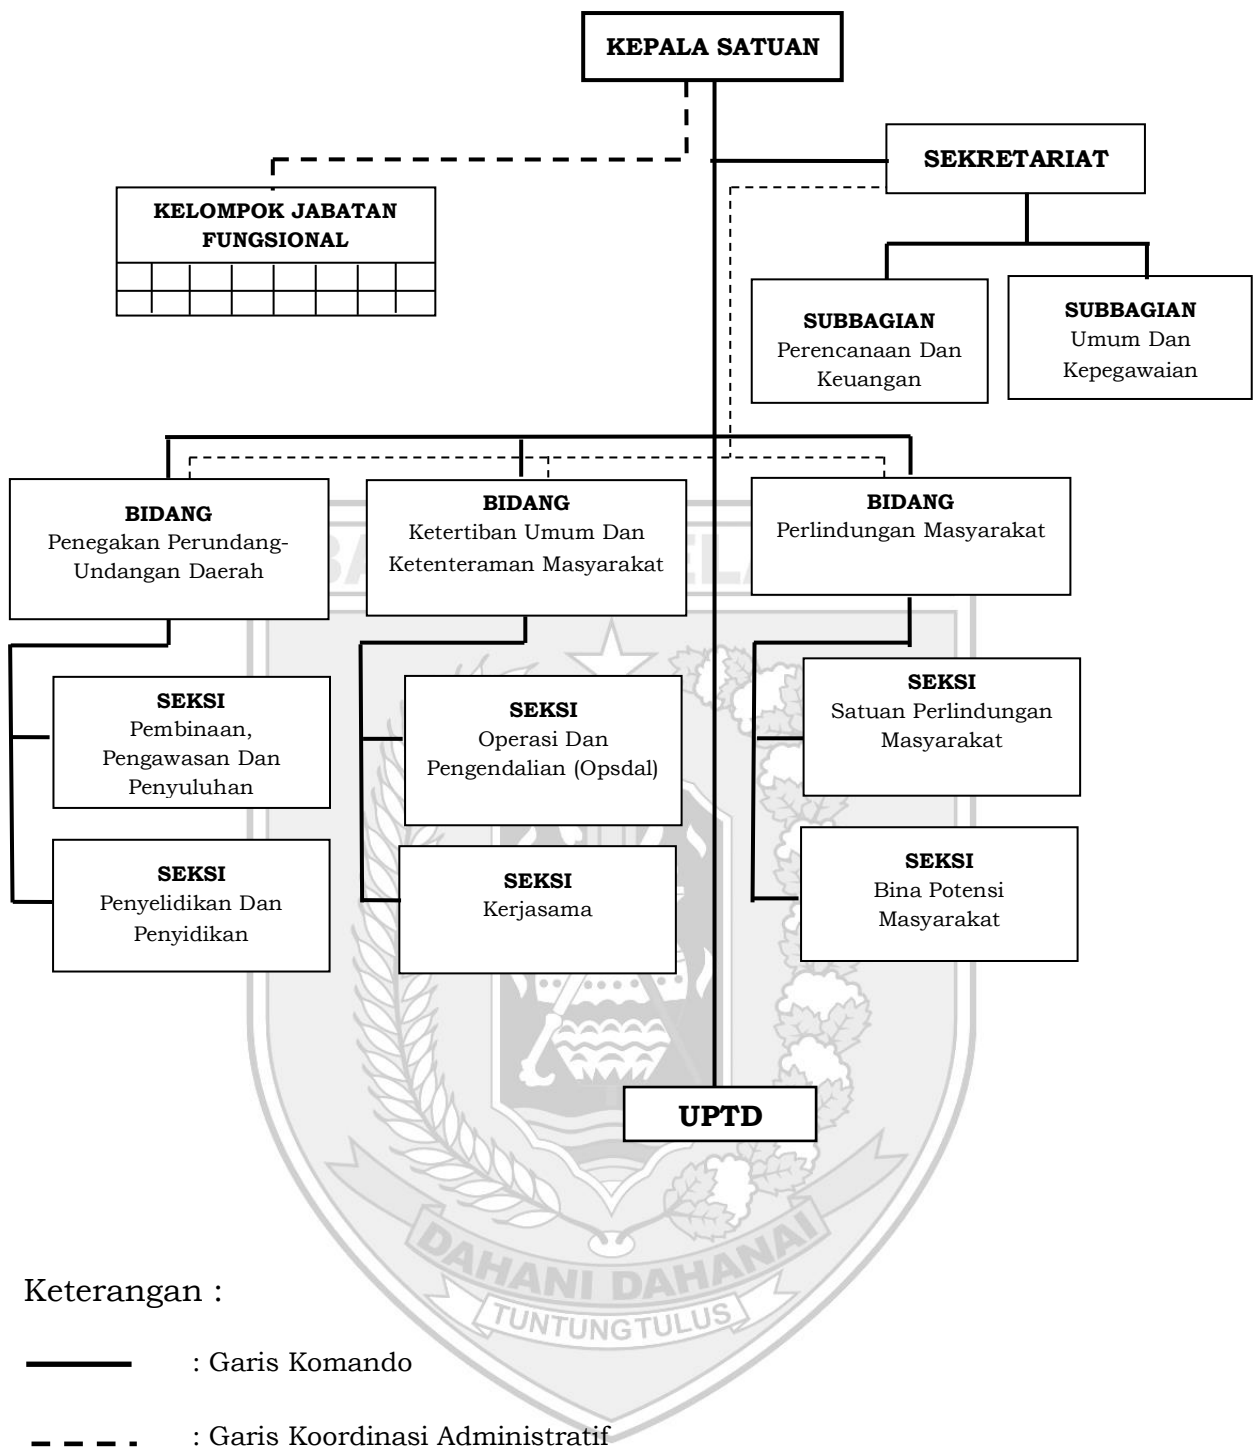 KEPALA SATUAN
SEKRETARIAT
KELOMPOK JABATAN
FUNGSIONAL
SUBBAGIAN
Perencanaan Dan
Keuangan
SUBBAGIAN
Umum Dan
Kepegawaian
BIDANG
Penegakan Perundang-
Undangan Daerah
BIDANG
Ketertiban Umum Dan
Ketenteraman Masyarakat
BIDANG
Perlindungan Masyarakat
SEKSI
Pembinaan,
Pengawasan Dan
Penyuluhan
SEKSI
Operasi Dan
Pengendalian (Opsdal)
SEKSI
Satuan Perlindungan
Masyarakat
SEKSI
Penyelidikan Dan
Penyidikan
SEKSI
Kerjasama
SEKSI
Bina Potensi
Masyarakat
UPTD
DAHANI DAHANAI
TUNTUNG TULUS
Keterangan :
: Garis Komando
: Garis Koordinasi Administratif